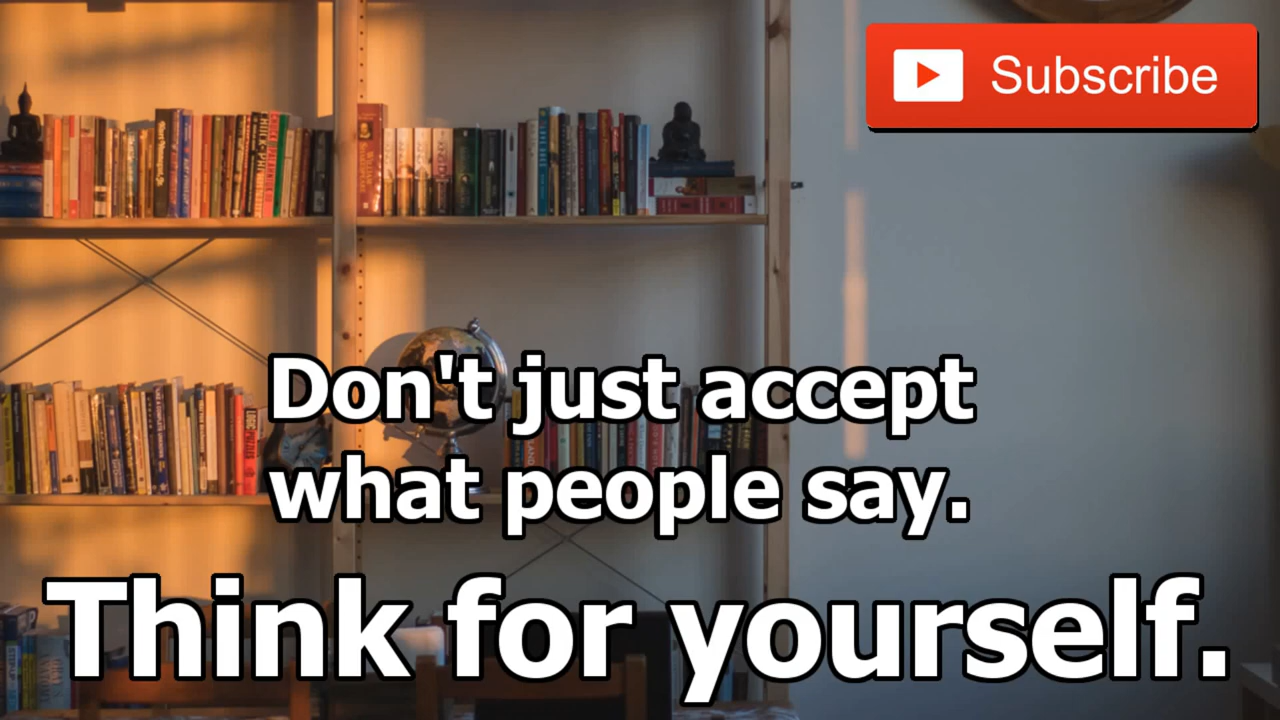 Subscribe
Don't just accept
what people say.
Think for yourself.